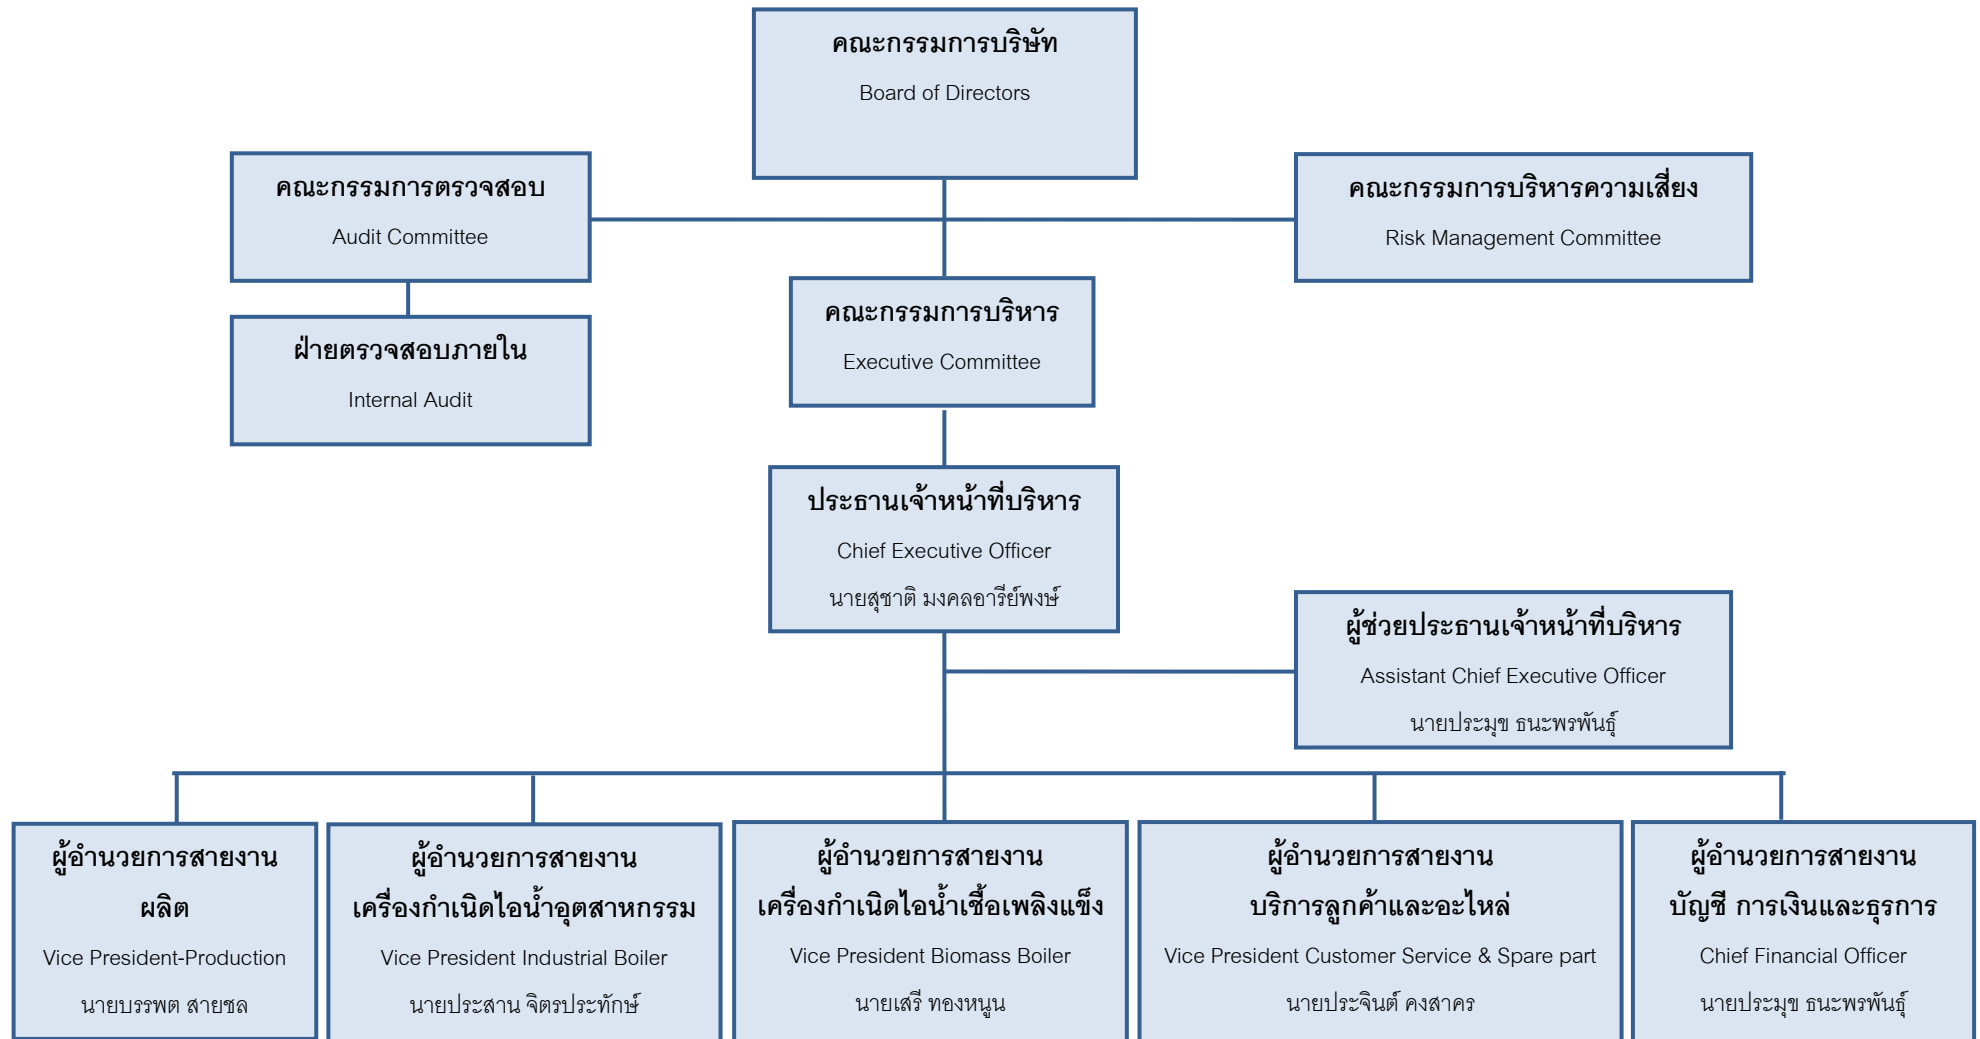 คณะกรรมการบริษัท
Board of Directors
คณะกรรมการตรวจสอบ
Audit Committee
คณะกรรมการบริหารความเสี่ยง
Risk Management Committee
คณะกรรมการบริหาร
Executive Committee
ฝ่ายตรวจสอบภายใน
Internal Audit
ประธานเจ้าหน้าที่บริหาร
Chief Executive Officer
นายสุชาติ มงคลอารีย์พงษ์
ผู้ช่วยประธานเจ้าหน้าที่บริหาร
Assistant Chief Executive Officer
นายประมุข ธนะพรพันธุ์
ผู้อำนวยการสายงาน
ผลิต
Vice President-Production
นายบรรพต สายชล
ผู้อำนวยการสายงาน
เครื่องกำเนิดไอน้ำอุตสาหกรรม
Vice President Industrial Boiler
นายประสาน จิตรประทักษ์
ผู้อำนวยการสายงาน
เครื่องกำเนิดไอน้ำเชื้อเพลิงแข็ง
Vice President Biomass Boiler
นายเสรี ทองหนูน
ผู้อำนวยการสายงาน
บริการลูกค้าและอะไหล่
Vice President Customer Service & Spare part
นายประจินต์ คงสาคร
ผู้อำนวยการสายงาน
บัญชี การเงินและธุรการ
Chief Financial Officer
นายประมุข ธนะพรพันธุ์